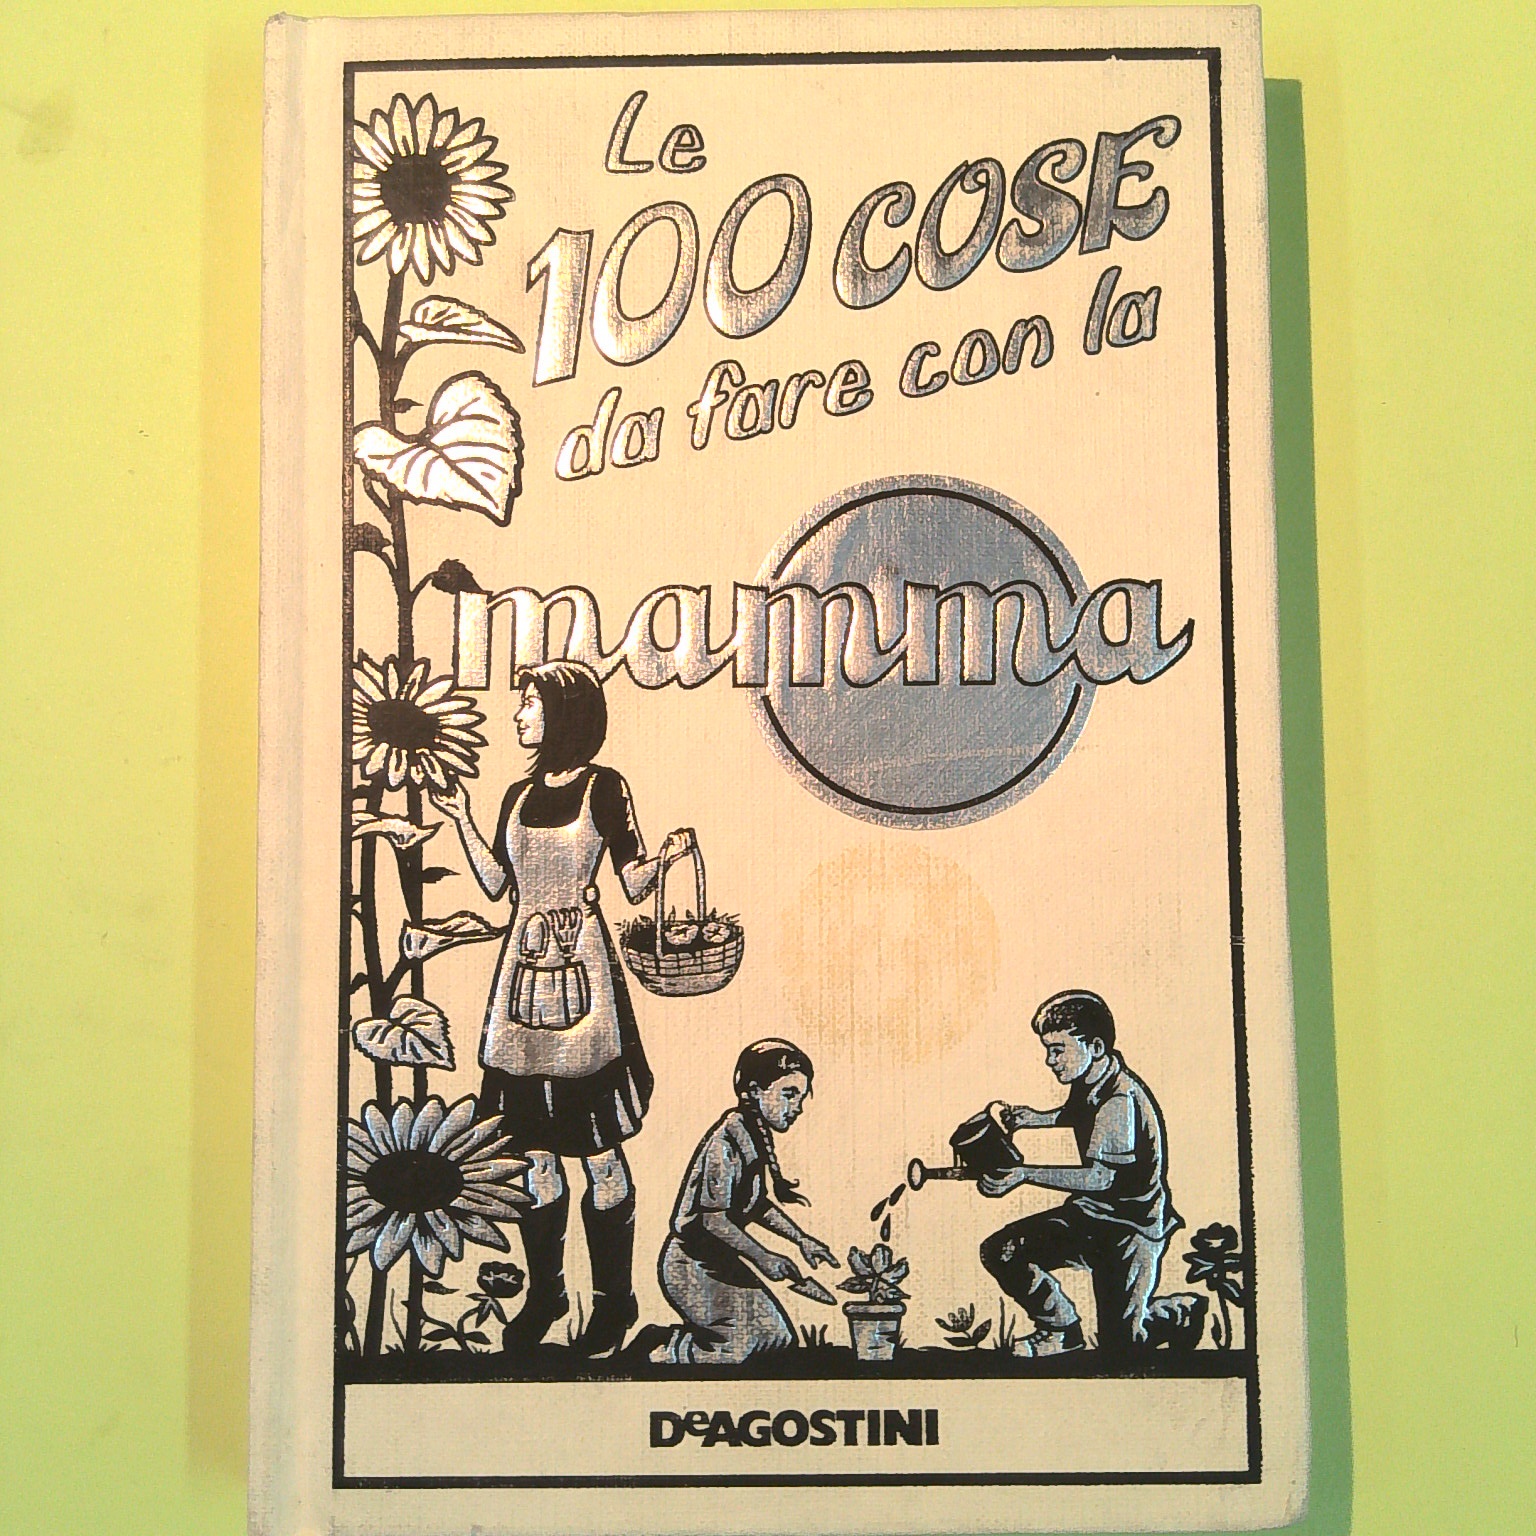 Le
100 COSE
da fare con la
mamma
DeAGOSTINI